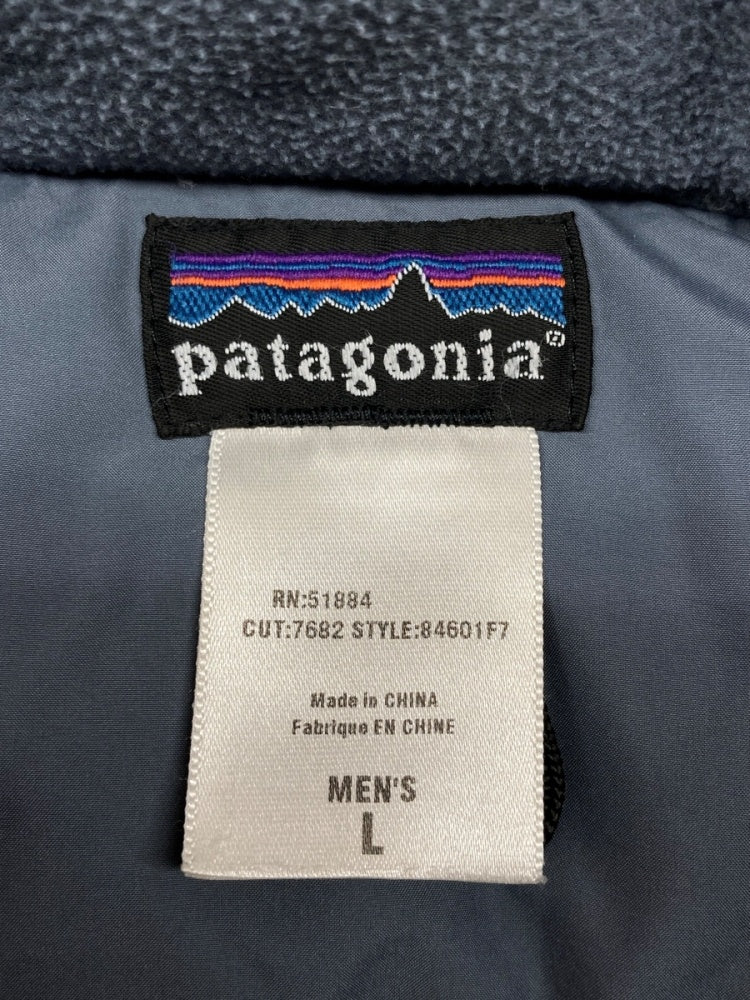 patagonia®
RN:51884
CUT:7682 STYLE:84601F7
Made in CHINA
Fabrique EN CHINE
MEN'S
L